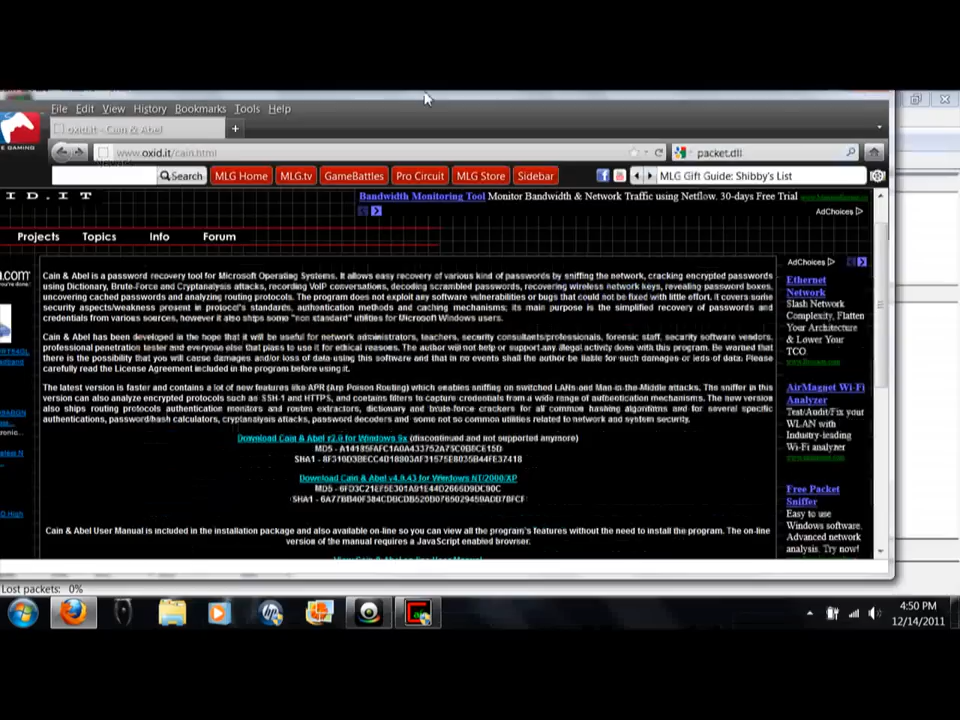 File Edit View History Bookmarks Tools Help
E GAMING
oxid.it - Cain & Abel
+
www.oxid.it/cain.html
packet.dll
Search
MLG Home
MLG.tv
GameBattles
Pro Circuit
MLG Store
Sidebar
MLG Gift Guide: Shibby's List
I D . I T
Bandwidth Monitoring Tool Monitor Bandwidth & Network Traffic using Netflow. 30-days Free Trial
AdChoices
Projects Topics Info Forum
AdChoices
Cain & Abel is a password recovery tool for Microsoft Operating Systems. It allows easy recovery of various kind of passwords by sniffing the network, cracking encrypted passwords
using Dictionary, Brute-Force and Cryptanalysis attacks, recording VoIP conversations, decoding scrambled passwords, recovering wireless network keys, revealing password boxes,
uncovering cached passwords and analyzing routing protocols. The program does not exploit any software vulnerabilities or bugs that could not be fixed with little effort. It covers some
security aspects/weakness present in protocol's standards, authentication methods and caching mechanisms; its main purpose is the simplified recovery of passwords and
credentials from various sources, however it also ships some "non standard" utilities for Microsoft Windows users.
Cain & Abel has been developed in the hope that it will be useful for network administrators, teachers, security consultants/professionals, forensic staff, security software vendors,
professional penetration tester and everyone else that plans to use it for ethical reasons. The author will not help or support any illegal activity done with this program. Be warned that
there is the possibility that you will cause damages and/or loss of data using this software and that in no events shall the author be liable for such damages or loss of data. Please
carefully read the License Agreement included in the program before using it.
The latest version is faster and contains a lot of new features like APR (Arp Poison Routing) which enables sniffing on switched LANs and Man-in-the-Middle attacks. The sniffer in this
version can also analyze encrypted protocols such as SSH-1 and HTTPS, and contains filters to capture credentials from a wide range of authentication mechanisms. The new version
also ships routing protocols authentication monitors and routes extractors, dictionary and brute-force crackers for all common hashing algorithms and for several specific
authentications, password/hash calculators, cryptanalysis attacks, password decoders and some not so common utilities related to network and system security.
Download Cain & Abel v2.0 for Windows 9x (discontinued and not supported anymore)
MD5 -
SHA1 -
Download Cain & Abel v4.9.43 for Windows NT/2000/XP
MD5 -
SHA1 -
Cain & Abel User Manual is included in the installation package and also available on-line so you can view all the program's features without the need to install the program. The on-line
version of the manual requires a JavaScript enabled browser.
Ethernet
Network
Slash Network
Complexity, Flatten
Your Architecture
& Lower Your
TCO
AirMagnet Wi-Fi
Analyzer
Test/Audit/Fix your
WLAN with
Industry-leading
Wi-Fi analyzer
Free Packet
Sniffer
Easy to use
Windows software.
Advanced network
analysis. Try now!
Lost packets: 0%
4:50 PM
12/14/2011